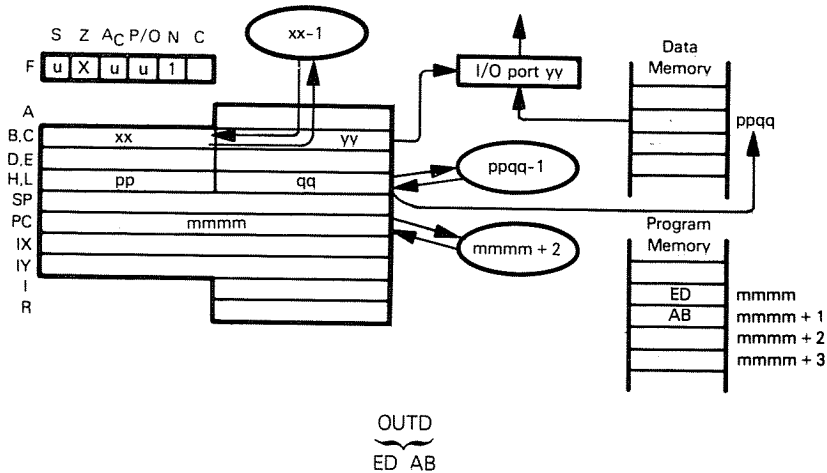 S Z AC P/O N C
F u X u u 1
xx-1
I/O port yy
Data
Memory
ppqq
A
B,C xx yy
D,E
H,L pp qq
SP
PC mmmm
IX
IY
I
R
ppqq-1
mmmm + 2
Program
Memory
ED mmmm
AB mmmm + 1
mmmm + 2
mmmm + 3
OUTD
ED AB